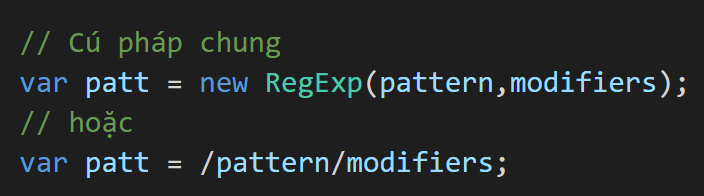 // Cú pháp chung
var patt = new RegExp(pattern,modifiers);
// hoặc
var patt = /pattern/modifiers;